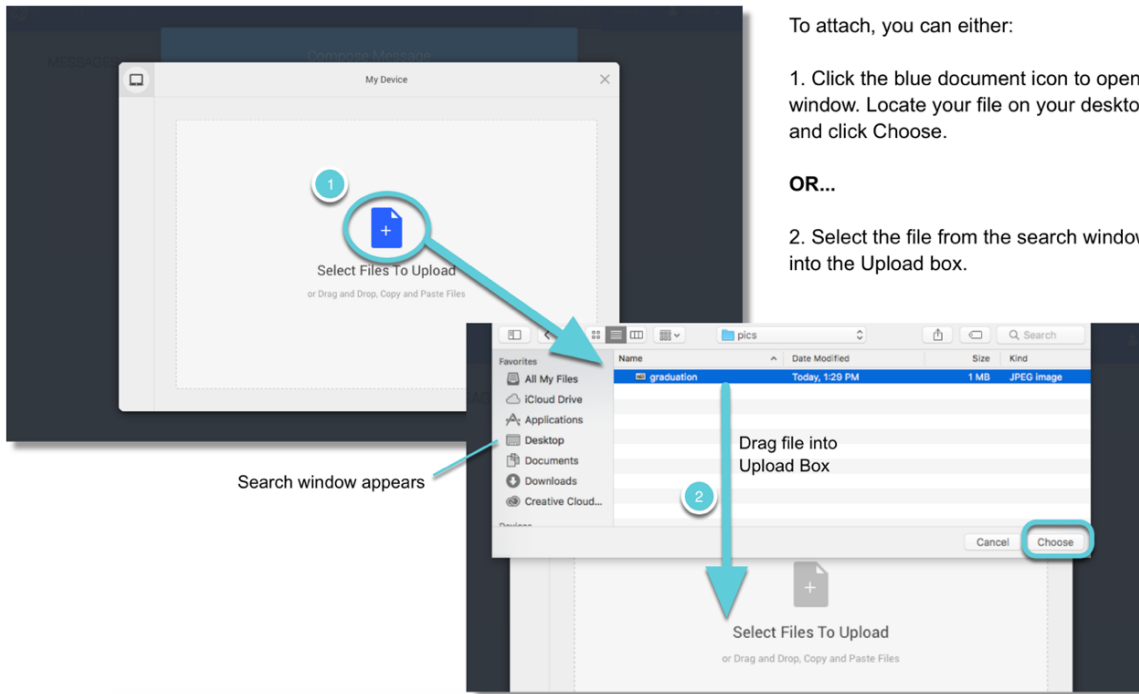 Compose Message
MESSAGES
My Device
1
+
Select Files To Upload
or Drag and Drop, Copy and Paste Files
To attach, you can either:
1. Click the blue document icon to open
window. Locate your file on your deskto
and click Choose.
OR...
2. Select the file from the search window
into the Upload box.
pics
Search
Favorites
All My Files
iCloud Drive
Applications
Desktop
Documents
Downloads
Creative Cloud...
Devices
Name Date Modified Size Kind
graduation Today, 1:29 PM 1 MB JPEG image
Search window appears
Drag file into
Upload Box
2
Cancel Choose
+
Select Files To Upload
or Drag and Drop, Copy and Paste Files